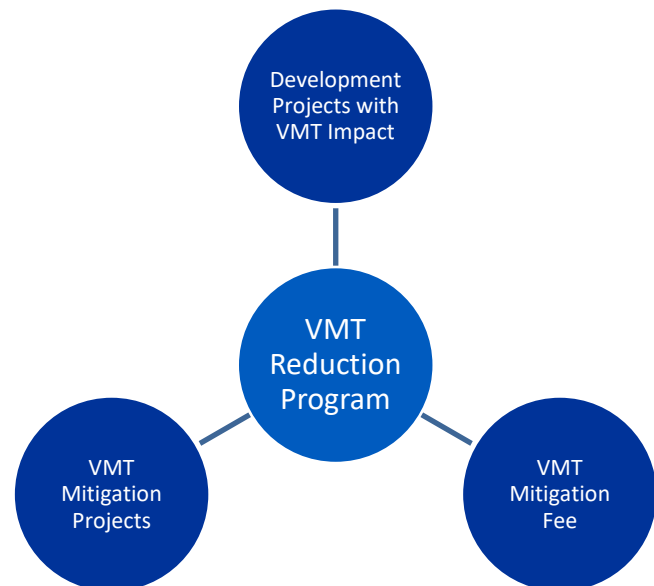 Development
Projects with
VMT Impact
VMT
Reduction
Program
VMT
Mitigation
Projects
VMT
Mitigation
Fee